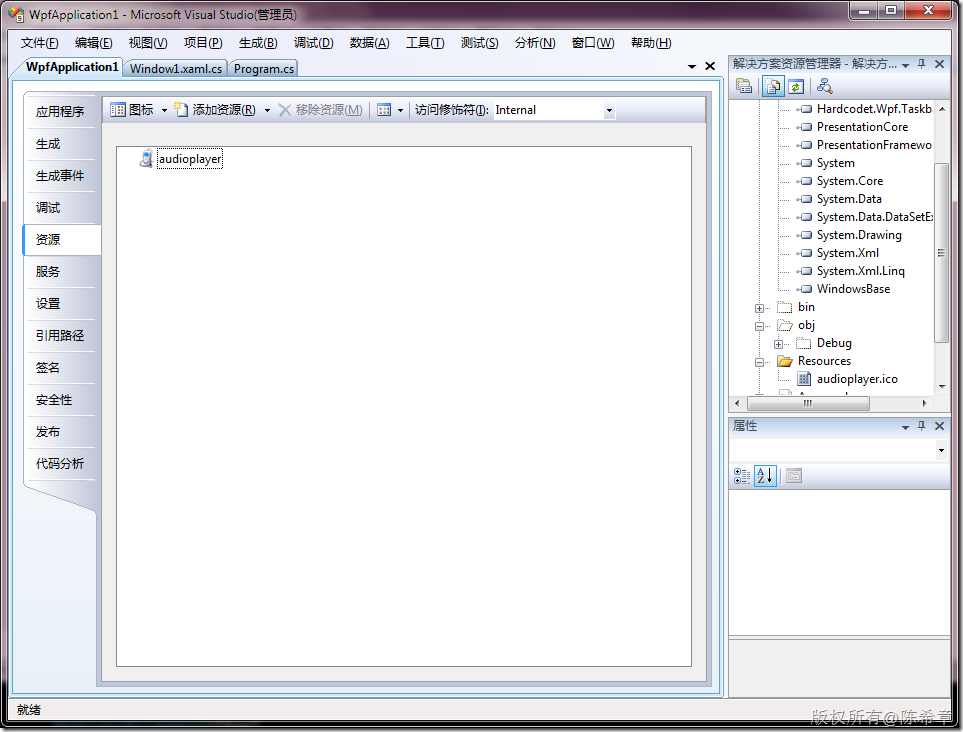 WpfApplication1 - Microsoft Visual Studio(管理员)
文件(F) 编辑(E) 视图(V) 项目(P) 生成(B) 调试(D) 数据(A) 工具(T) 测试(S) 分析(N) 窗口(W) 帮助(H)
WpfApplication1 Window1.xaml.cs Program.cs
应用程序
生成
生成事件
调试
资源
服务
设置
引用路径
签名
安全性
发布
代码分析
图标 添加资源(R) 移除资源(M) 访问修饰符(I): Internal
audioplayer
解决方案资源管理器 - 解决方...
Hardcodet.Wpf.Taskb
PresentationCore
PresentationFramewo
System
System.Core
System.Data
System.Data.DataSetEx
System.Drawing
System.Xml
System.Xml.Linq
WindowsBase
bin
obj
Debug
Resources
audioplayer.ico
属性
就绪
版权所有@陈希章